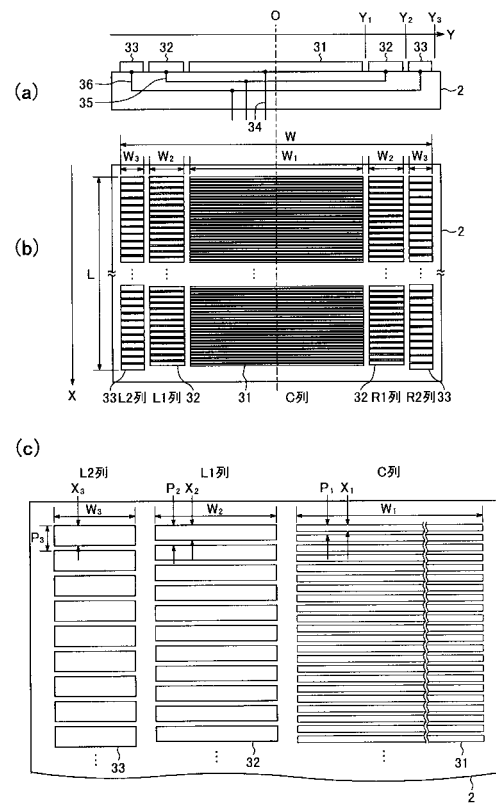 O Y₁ Y₂ Y₃
Y
33 32 31 32 33
36
35
34
2
(a)
W
W₃ W₂ W₁ W₂ W₃
2
(b)
L
X
33 L2列 L1列 32 31 C列 32 R1列 R2列 33
(c)
L2列 L1列 C列
X₃ P₂ X₂ P₁ X₁
W₃ W₂ W₁
P₃
33 32 31
2